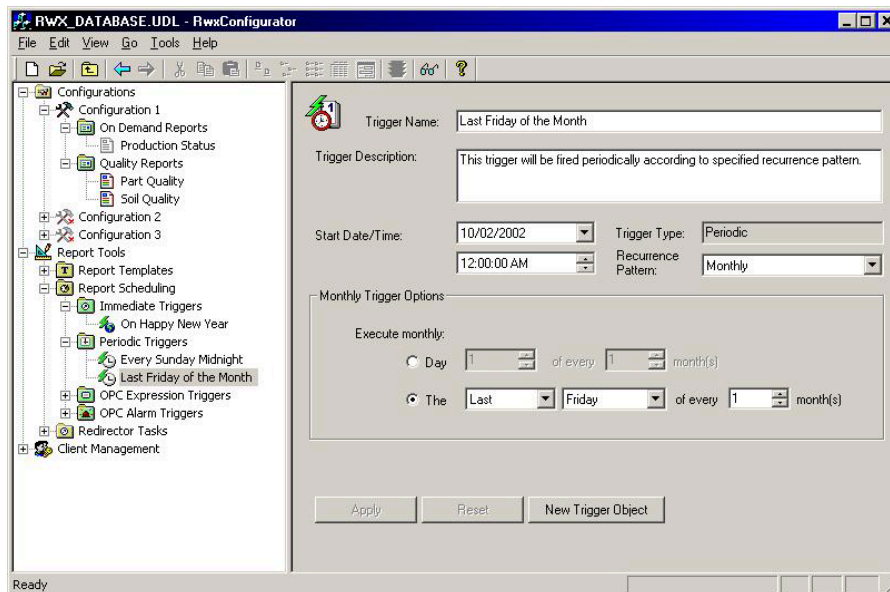 RWX_DATABASE.UDL - RwxConfigurator
File Edit View Go Tools Help
Configurations
Configuration 1
On Demand Reports
Production Status
Quality Reports
Part Quality
Soil Quality
Configuration 2
Configuration 3
Report Tools
Report Templates
Report Scheduling
Immediate Triggers
On Happy New Year
Periodic Triggers
Every Sunday Midnight
Last Friday of the Month
OPC Expression Triggers
OPC Alarm Triggers
Redirector Tasks
Client Management
Trigger Name: Last Friday of the Month
Trigger Description: This trigger will be fired periodically according to specified recurrence pattern.
Start Date/Time: 10/02/2002 Trigger Type: Periodic
12:00:00 AM Recurrence Pattern: Monthly
Monthly Trigger Options
Execute monthly:
Day 1 of every 1 month(s)
The Last Friday of every 1 month(s)
Apply Reset New Trigger Object
Ready